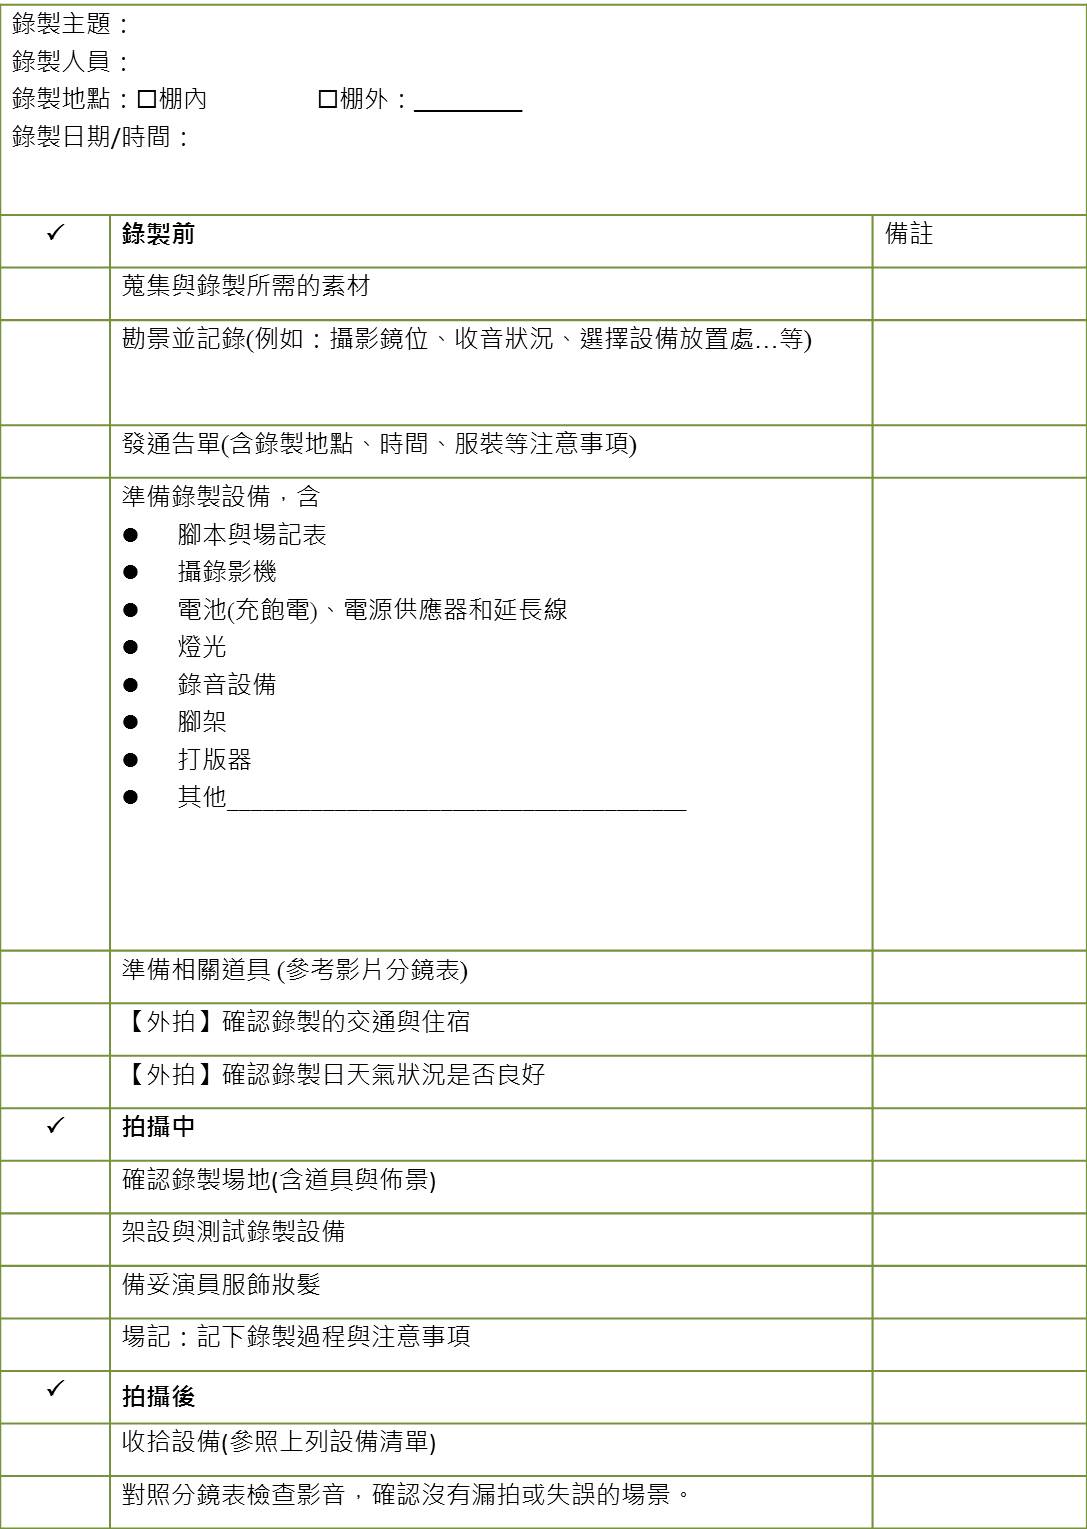 錄製主題：
錄製人員：
錄製地點：□棚內 □棚外：_________
錄製日期/時間：
✓ 錄製前 備註
蒐集與錄製所需的素材
勘景並記錄(例如：攝影鏡位、收音狀況、選擇設備放置處…等)
發通告單(含錄製地點、時間、服裝等注意事項)
準備錄製設備，含
● 腳本與場記表
● 攝錄影機
● 電池(充飽電)、電源供應器和延長線
● 燈光
● 錄音設備
● 腳架
● 打版器
● 其他______________________________________
準備相關道具 (參考影片分鏡表)
【外拍】確認錄製的交通與住宿
【外拍】確認錄製日天氣狀況是否良好
✓ 拍攝中
確認錄製場地(含道具與佈景)
架設與測試錄製設備
備妥演員服飾妝髮
場記：記下錄製過程與注意事項
✓ 拍攝後
收拾設備(參照上列設備清單)
對照分鏡表檢查影音，確認沒有漏拍或失誤的場景。